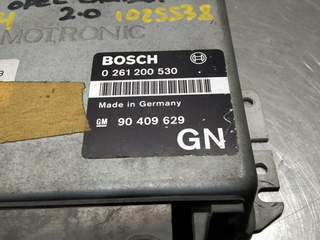 OPEL
2.0 1025538
MOTRONIC
BOSCH
0 261 200 530
Made in Germany
GM 90 409 629
GN